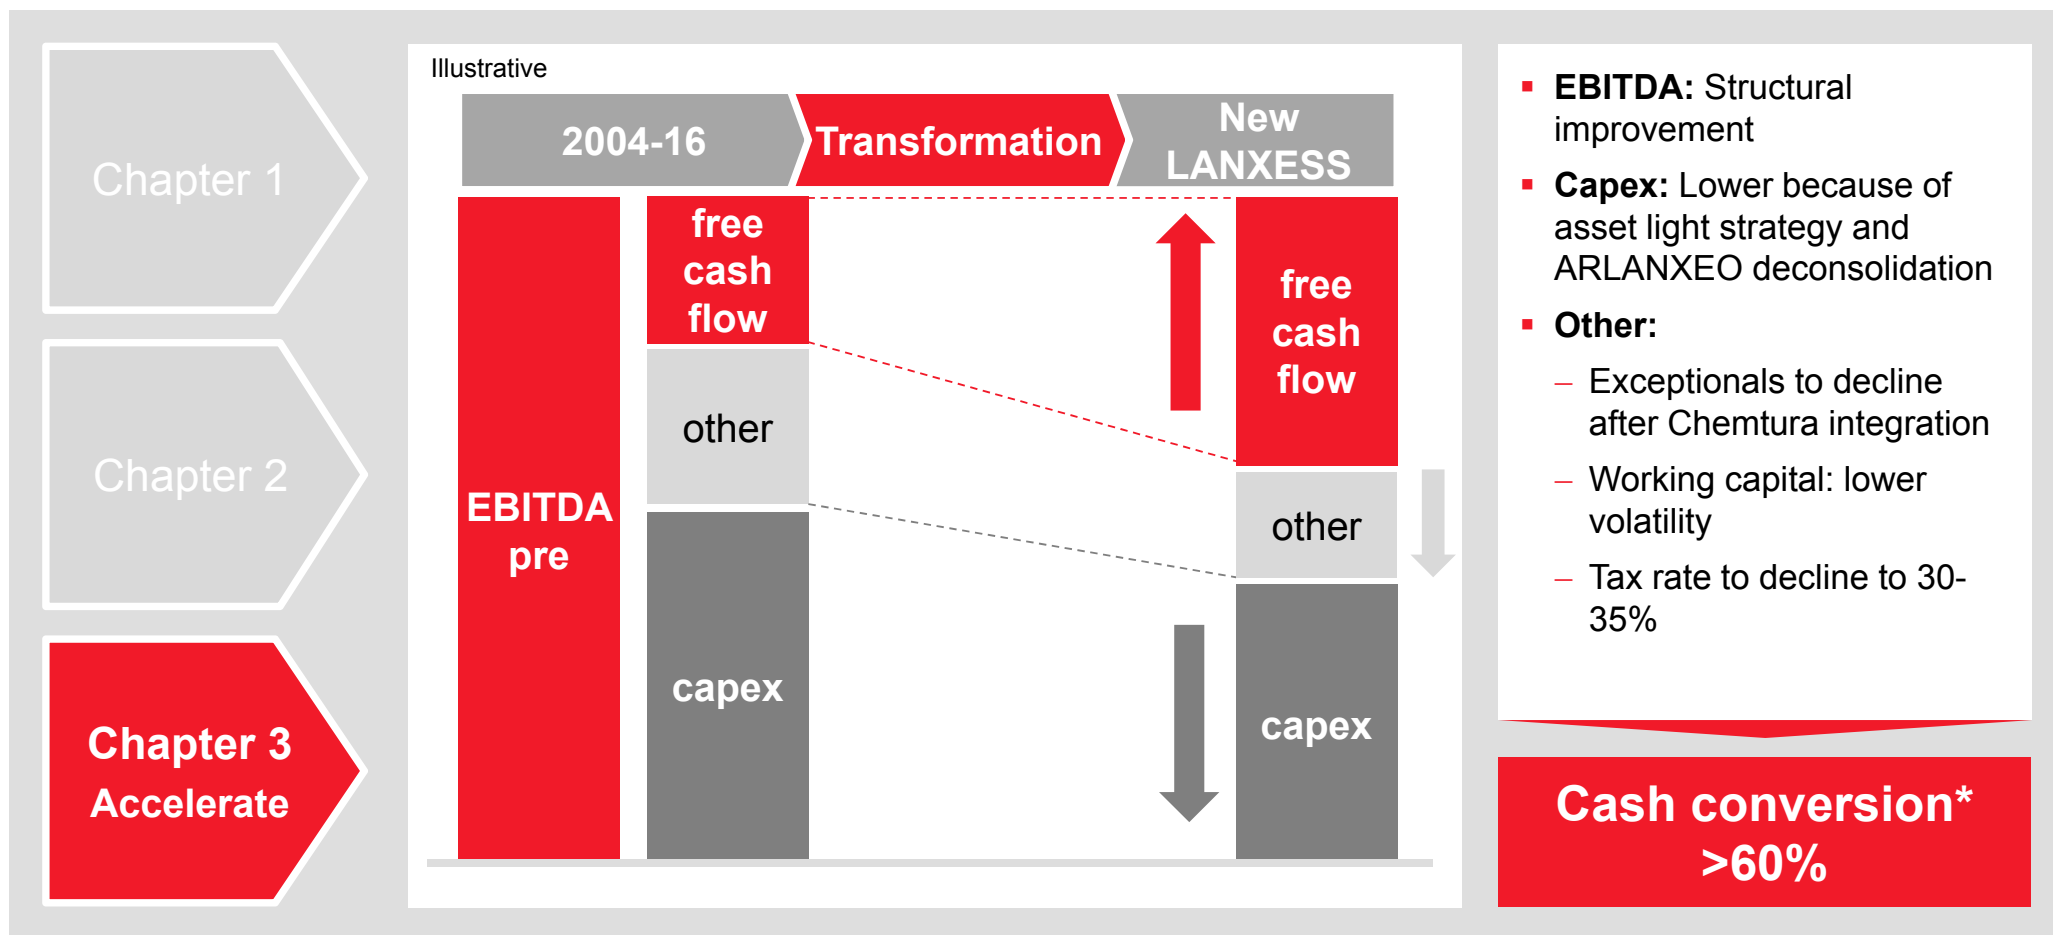 Chapter 1
Chapter 2
Chapter 3
Accelerate
Illustrative
2004-16
Transformation
New
LANXESS
EBITDA
pre
free
cash
flow
other
capex
free
cash
flow
other
capex
EBITDA: Structural
improvement
Capex: Lower because of
asset light strategy and
ARLANXEO deconsolidation
Other:
– Exceptionals to decline
after Chemtura integration
– Working capital: lower
volatility
– Tax rate to decline to 30-
35%
Cash conversion*
>60%